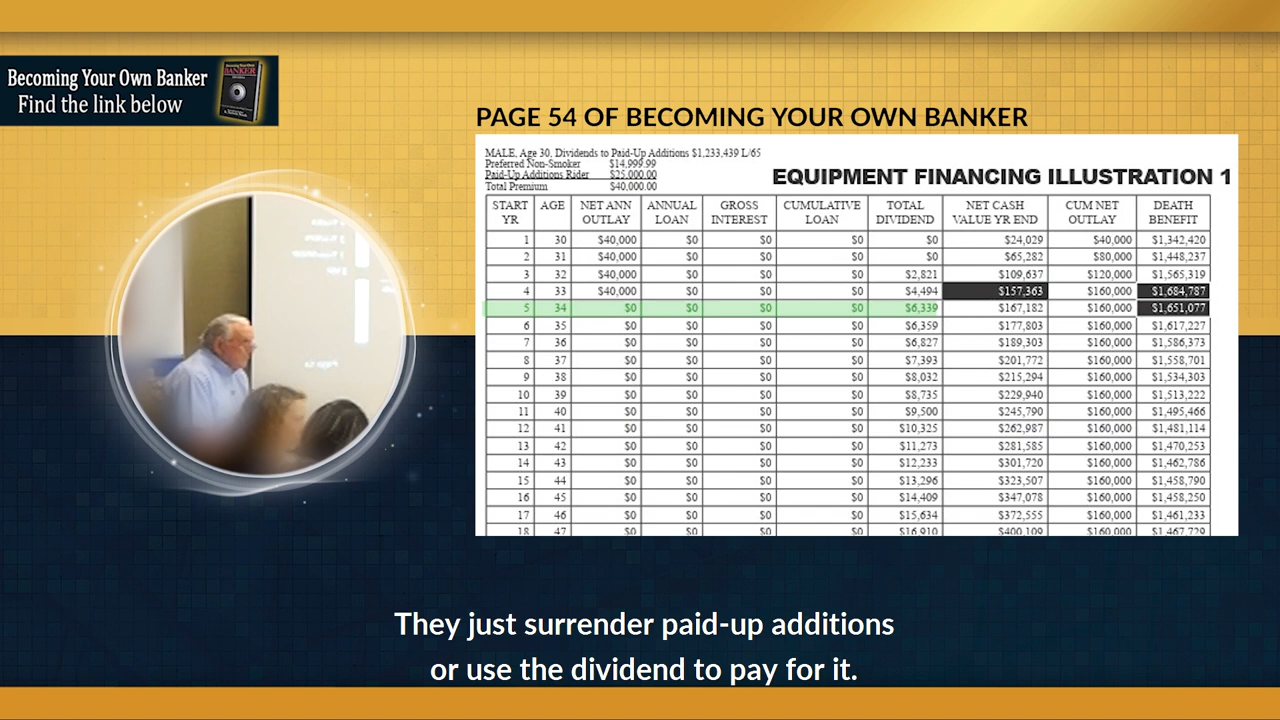 Becoming Your Own Banker
Find the link below
PAGE 54 OF BECOMING YOUR OWN BANKER
MALE, Age 30, Dividends to Paid-Up Additions $1,233,439 L/65
Preferred Non-Smoker $14,999.99
Paid-Up Additions Rider $25,000.00
Total Premium $40,000.00
EQUIPMENT FINANCING ILLUSTRATION 1
START YR AGE NET ANN OUTLAY ANNUAL LOAN GROSS INTEREST CUMULATIVE LOAN TOTAL DIVIDEND NET CASH VALUE YR END CUM NET OUTLAY DEATH BENEFIT
1 30 $40,000 $0 $0 $0 $0 $24,029 $40,000 $1,342,420
2 31 $40,000 $0 $0 $0 $0 $65,282 $80,000 $1,448,237
3 32 $40,000 $0 $0 $0 $2,821 $109,637 $120,000 $1,565,319
4 33 $40,000 $0 $0 $0 $4,494 $157,363 $160,000 $1,684,787
5 34 $0 $0 $0 $0 $6,339 $167,182 $160,000 $1,651,077
6 35 $0 $0 $0 $0 $6,359 $177,803 $160,000 $1,617,227
7 36 $0 $0 $0 $0 $6,827 $189,303 $160,000 $1,586,373
8 37 $0 $0 $0 $0 $7,393 $201,772 $160,000 $1,558,701
9 38 $0 $0 $0 $0 $8,032 $215,294 $160,000 $1,534,303
10 39 $0 $0 $0 $0 $8,735 $229,940 $160,000 $1,513,222
11 40 $0 $0 $0 $0 $9,500 $245,790 $160,000 $1,495,466
12 41 $0 $0 $0 $0 $10,325 $262,987 $160,000 $1,481,114
13 42 $0 $0 $0 $0 $11,273 $281,585 $160,000 $1,470,253
14 43 $0 $0 $0 $0 $12,233 $301,720 $160,000 $1,462,786
15 44 $0 $0 $0 $0 $13,296 $323,507 $160,000 $1,458,790
16 45 $0 $0 $0 $0 $14,409 $347,078 $160,000 $1,458,250
17 46 $0 $0 $0 $0 $15,634 $372,555 $160,000 $1,461,233
18 47 $0 $0 $0 $0 $16,910 $400,109 $160,000 $1,467,729
They just surrender paid-up additions
or use the dividend to pay for it.